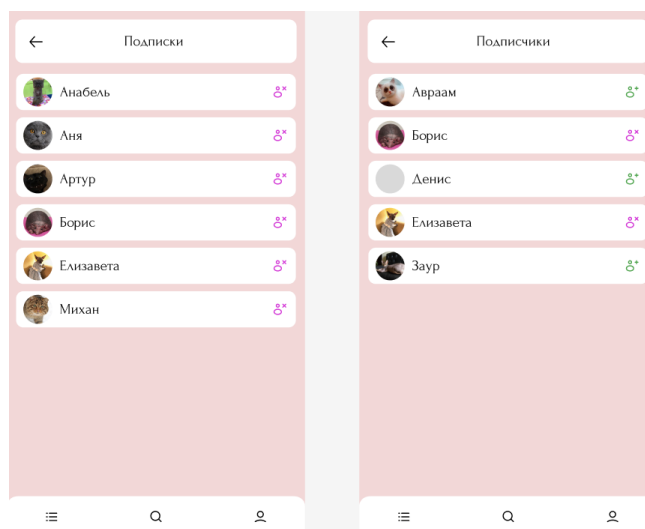 Подписки
Анабель
Аня
Артур
Борис
Елизавета
Михан
Подписчики
Авраам
Борис
Денис
Елизавета
Заур